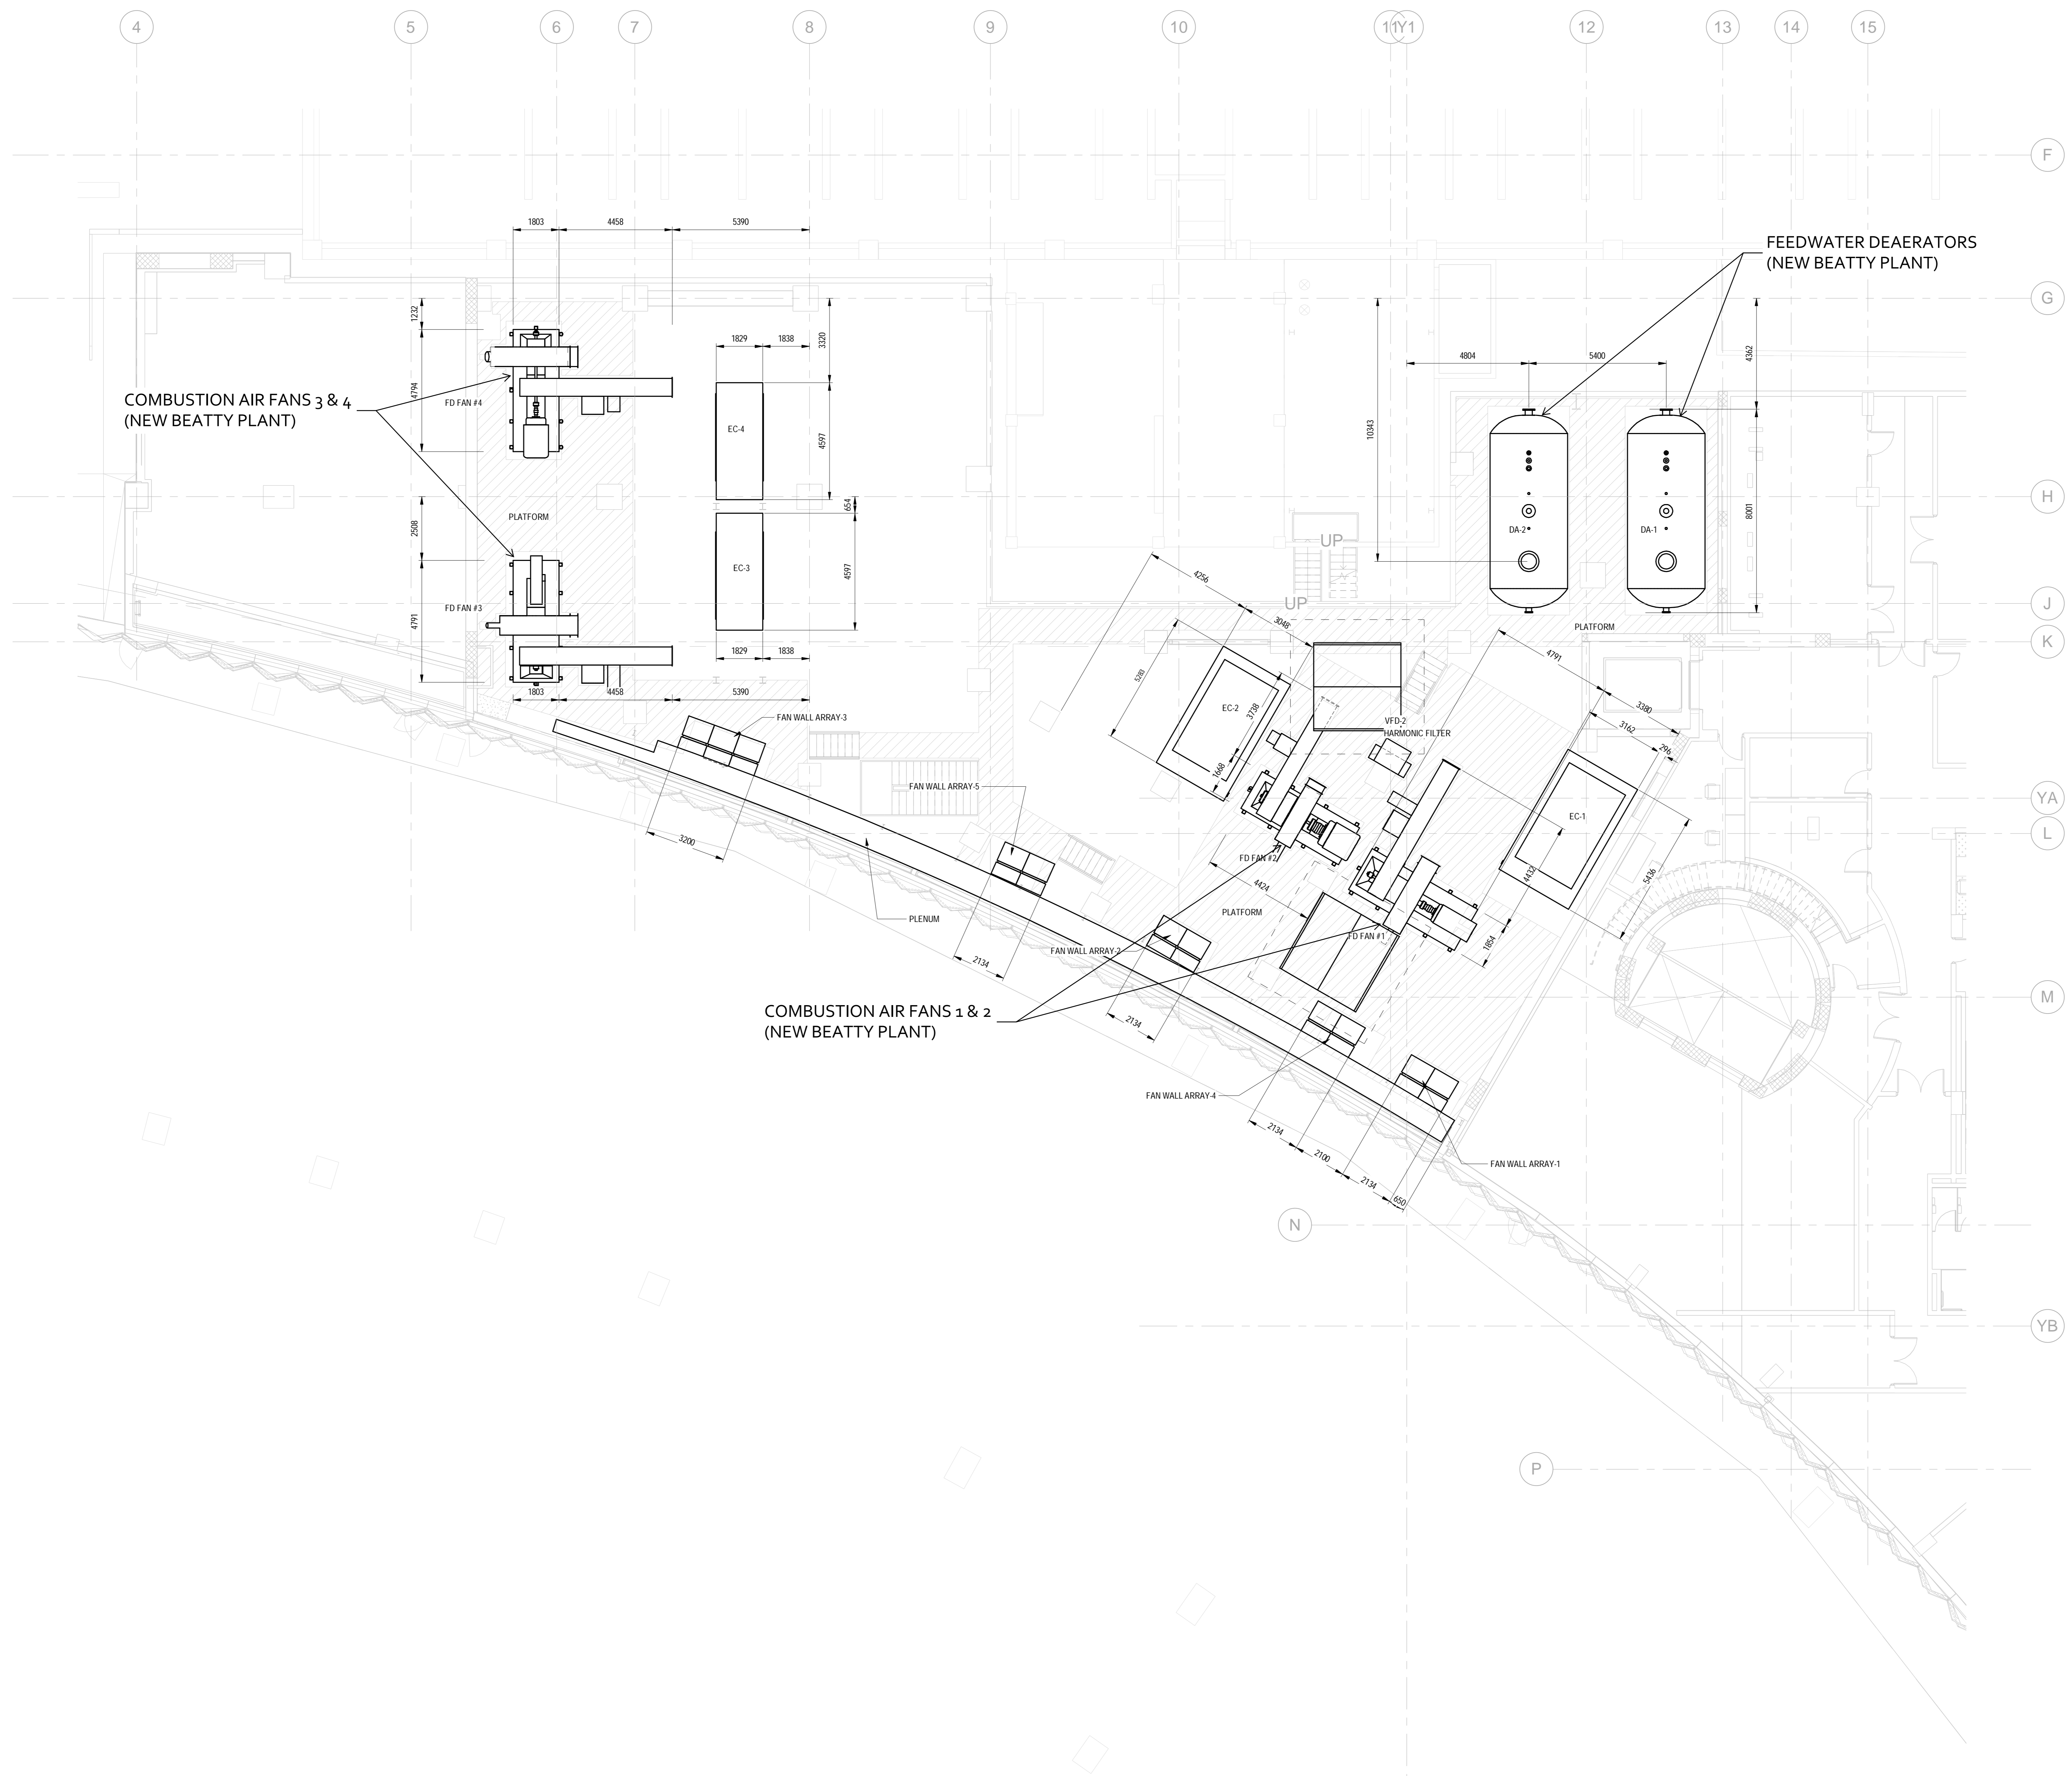 4
5
6
7
8
9
10
11
Y1
12
13
14
15
F
G
H
J
K
YA
L
M
N
YB
P
1803
4458
5390
FEEDWATER DEAERATORS
(NEW BEATTY PLANT)
1232
4794
COMBUSTION AIR FANS 3 & 4
(NEW BEATTY PLANT)
FD FAN #4
1829
1838
3320
EC-4
4597
654
2508
PLATFORM
EC-3
4597
FD FAN #3
4791
1829
1838
1803
4458
5390
10343
4804
5400
4362
8001
DA-2
DA-1
PLATFORM
UP
UP
4256
3048
5283
EC-2
3738
1668
VFD-2
HARMONIC FILTER
4791
3380
3162
296
EC-1
4432
5436
1854
FAN WALL ARRAY-3
3200
FAN WALL ARRAY-5
PLENUM
2134
FD FAN #2
4424
PLATFORM
FD FAN #1
FAN WALL ARRAY-2
2134
COMBUSTION AIR FANS 1 & 2
(NEW BEATTY PLANT)
FAN WALL ARRAY-4
2134
2100
2134
650
FAN WALL ARRAY-1